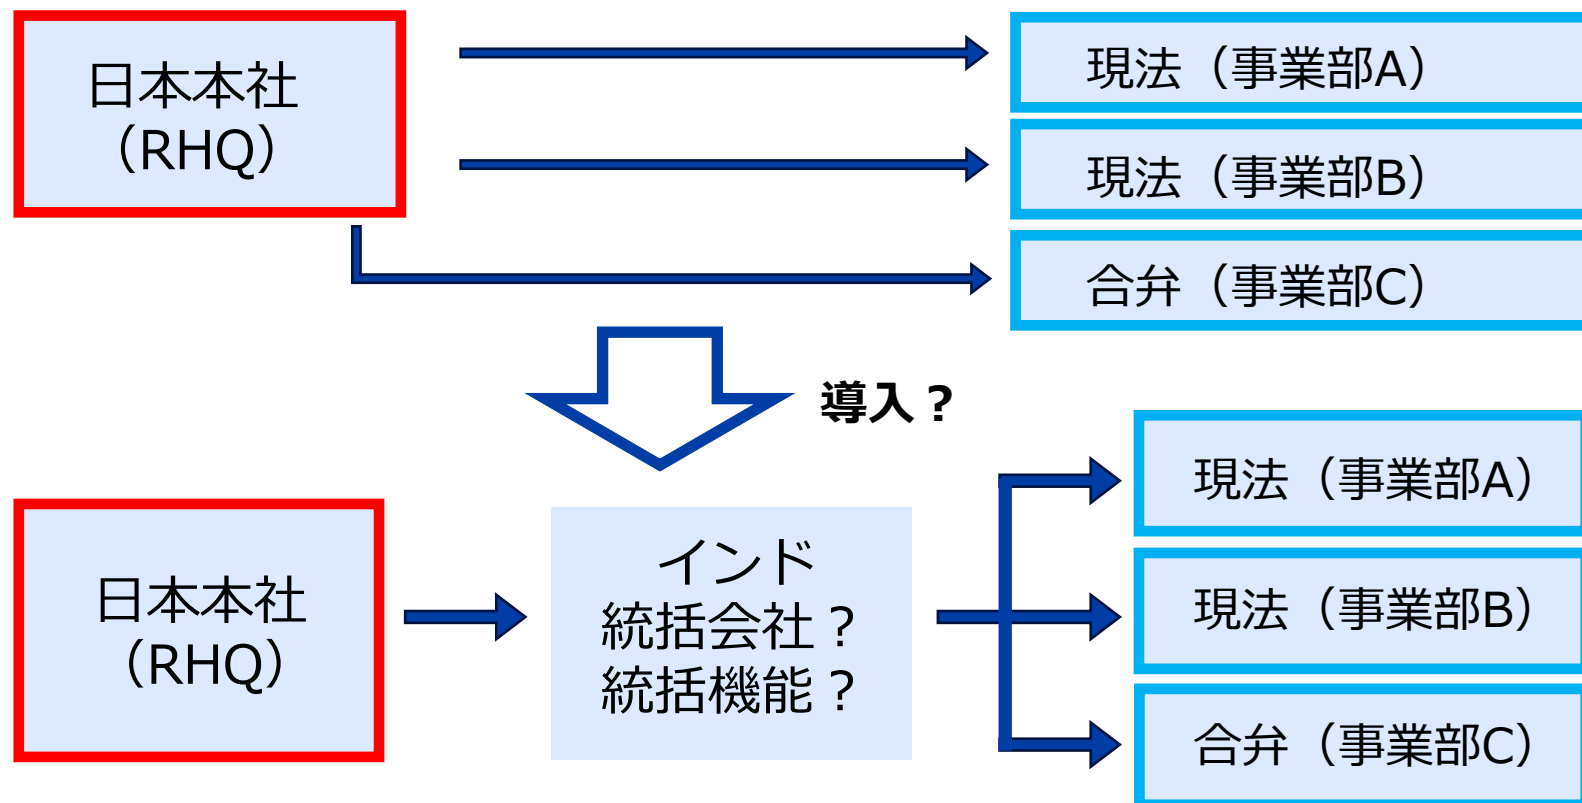 日本本社
（RHQ）
現法（事業部A）
現法（事業部B）
合弁（事業部C）
導入？
日本本社
（RHQ）
インド
統括会社？
統括機能？
現法（事業部A）
現法（事業部B）
合弁（事業部C）